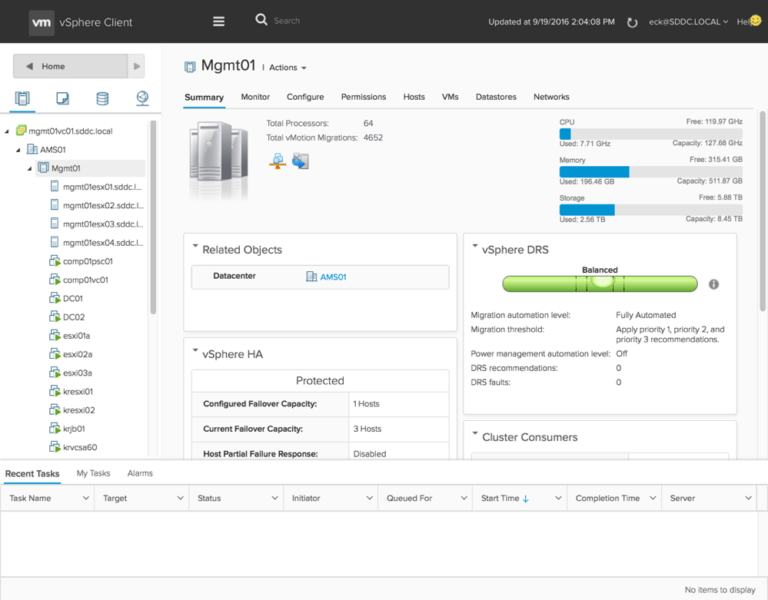 vm vSphere Client
Search
Updated at 9/19/2016 2:04:08 PM
eck@SDDC.LOCAL
Hel
Home
mgmt01vc01.sddc.local
AMS01
Mgmt01
mgmt01esx01.sddc.l...
mgmt01esx02.sddc.l...
mgmt01esx03.sddc.l...
mgmt01esx04.sddc.l...
comp01psc01
comp01vc01
DC01
DC02
esxi01a
esxi02a
esxi03a
kresxi01
kresxi02
krjb01
krvcsa60
Mgmt01 | Actions
Summary Monitor Configure Permissions Hosts VMs Datastores Networks
Total Processors: 64
Total vMotion Migrations: 4652
CPU Free: 119.97 GHz
Used: 7.71 GHz Capacity: 127.68 GHz
Memory Free: 315.41 GB
Used: 196.46 GB Capacity: 511.87 GB
Storage Free: 5.88 TB
Used: 2.56 TB Capacity: 8.45 TB
Related Objects
Datacenter AMS01
vSphere HA
Protected
Configured Failover Capacity: 1 Hosts
Current Failover Capacity: 3 Hosts
Host Partial Failure Response: Disabled
vSphere DRS
Balanced
Migration automation level: Fully Automated
Migration threshold: Apply priority 1, priority 2, and
priority 3 recommendations.
Power management automation level: Off
DRS recommendations: 0
DRS faults: 0
Cluster Consumers
Recent Tasks My Tasks Alarms
Task Name Target Status Initiator Queued For Start Time Completion Time Server
No items to display